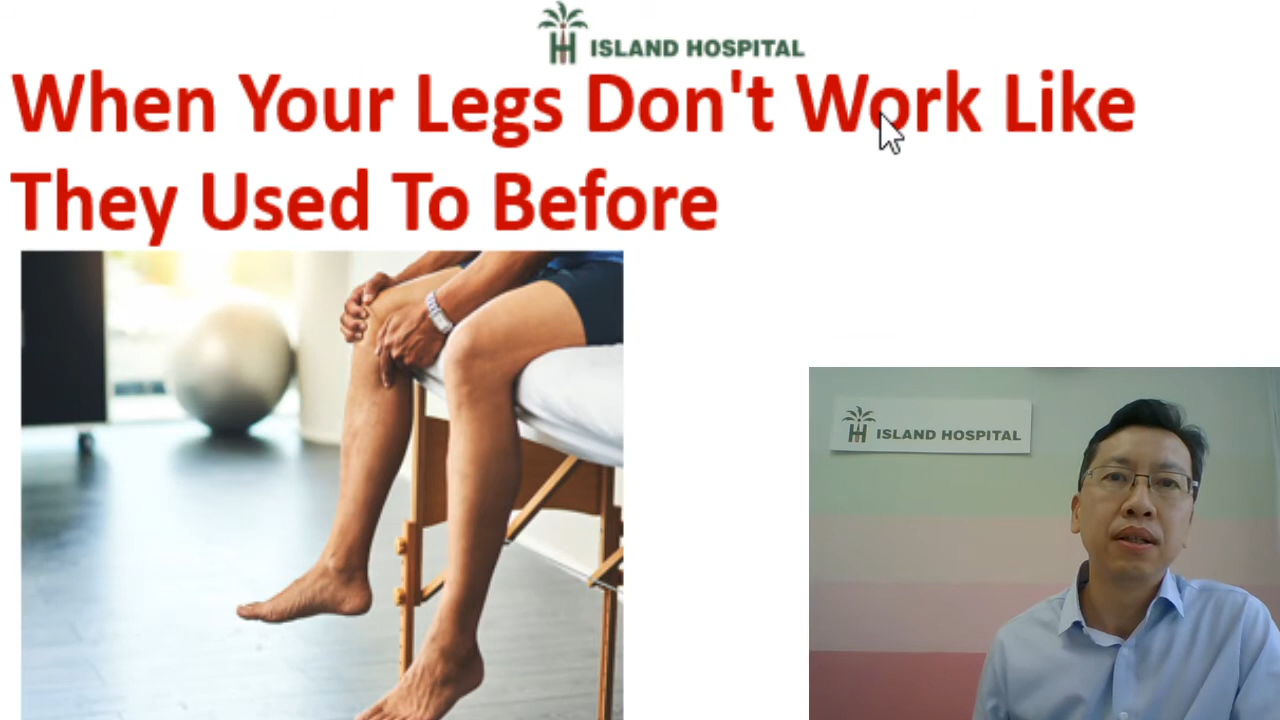 ISLAND HOSPITAL
When Your Legs Don't Work Like
They Used To Before
ISLAND HOSPITAL